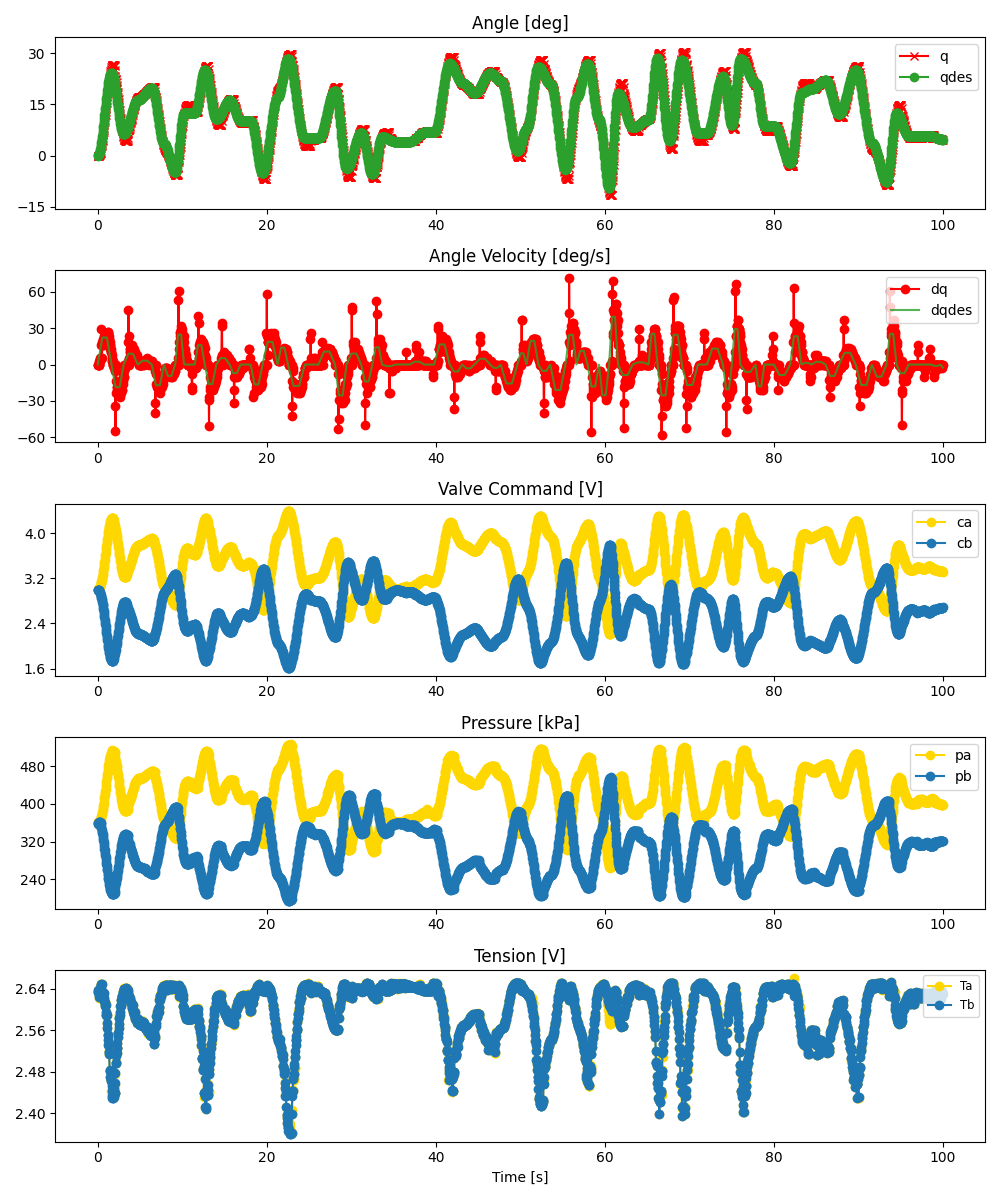 Angle [deg]
30
15
0
−15
q
qdes
0 20 40 60 80 100
Angle Velocity [deg/s]
60
30
0
−30
−60
dq
dqdes
0 20 40 60 80 100
Valve Command [V]
4.0
3.2
2.4
1.6
ca
cb
0 20 40 60 80 100
Pressure [kPa]
480
400
320
240
pa
pb
0 20 40 60 80 100
Tension [V]
2.64
2.56
2.48
2.40
Ta
Tb
0 20 40 60 80 100
Time [s]